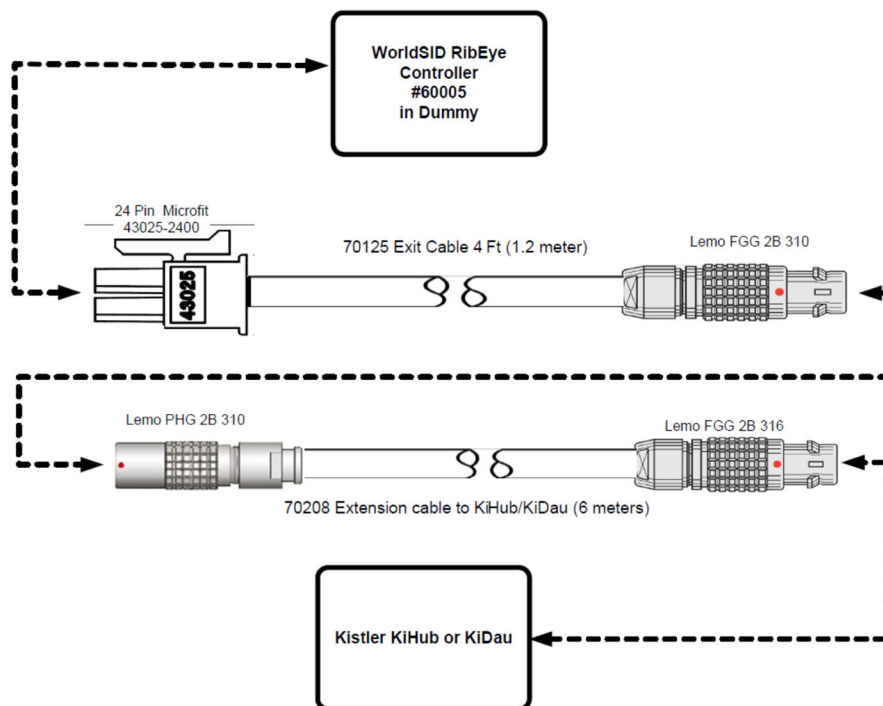 WorldSID RibEye
Controller
#60005
in Dummy
24 Pin  Microfit
43025-2400
43025
70125 Exit Cable 4 Ft (1.2 meter)
Lemo FGG 2B 310
Lemo PHG 2B 310
Lemo FGG 2B 316
70208 Extension cable to KiHub/KiDau (6 meters)
Kistler KiHub or KiDau